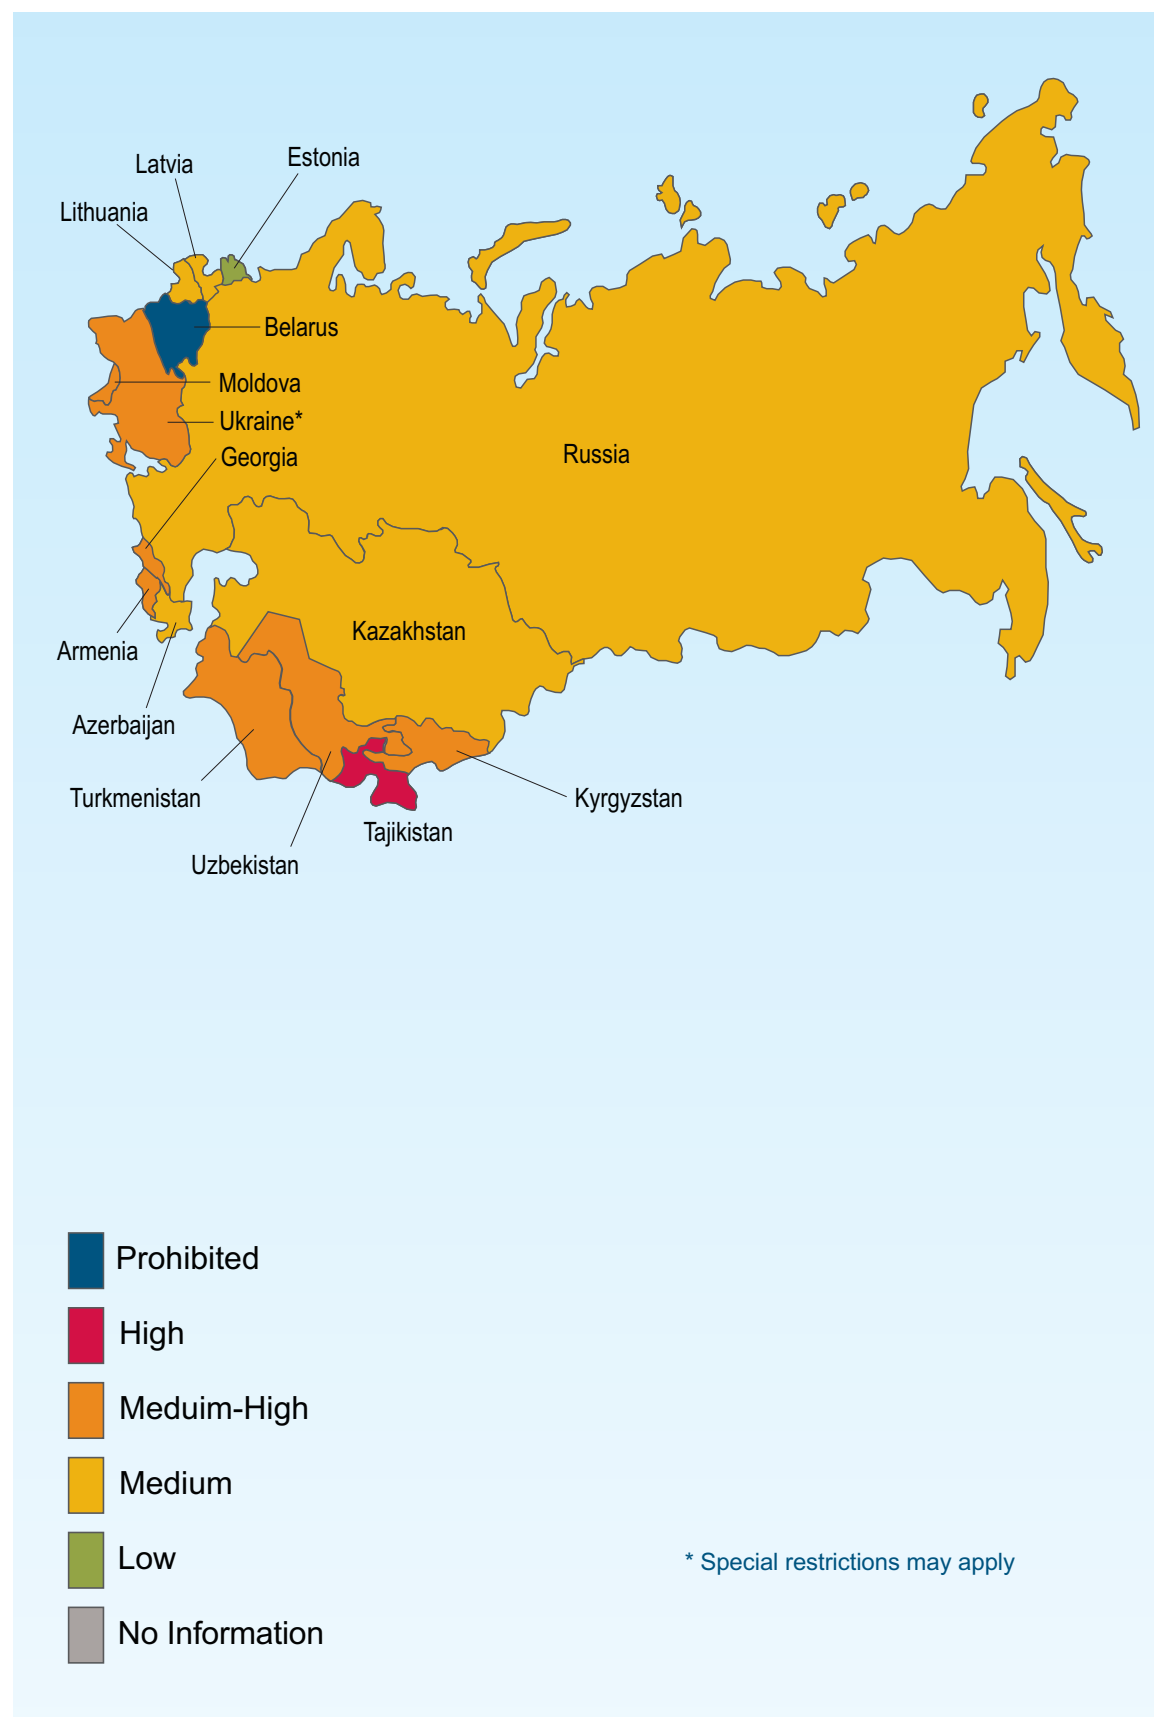 Estonia
Latvia
Lithuania
Belarus
Moldova
Ukraine*
Georgia
Russia
Kazakhstan
Armenia
Azerbaijan
Turkmenistan
Kyrgyzstan
Tajikistan
Uzbekistan
Prohibited
High
Meduim-High
Medium
Low
* Special restrictions may apply
No Information